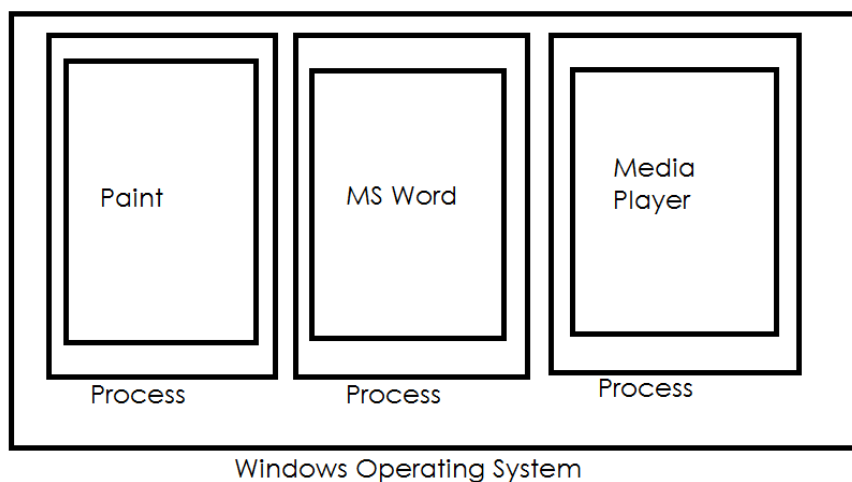 Paint
MS Word
Media
Player
Process
Process
Process
Windows Operating System